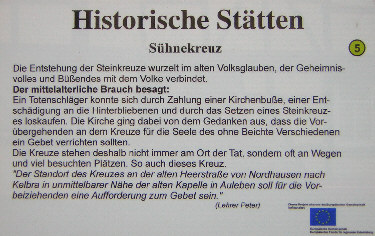 Historische Stätten
Sühnekreuz
5
Die Entstehung der Steinkreuze wurzelt im alten Volksglauben, der Geheimnis-
volles und Büßendes mit dem Volke verbindet.
Der mittelalterliche Brauch besagt:
Ein Totenschläger konnte sich durch Zahlung einer Kirchenbuße, einer Ent-
schädigung an die Hinterbliebenen und durch das Setzen eines Steinkreuz-
es loskaufen. Die Kirche ging dabei von dem Gedanken aus, dass die Vor-
übergehenden an dem Kreuze für die Seele des ohne Beichte Verschiedenen
ein Gebet verrichten sollten.
Die Kreuze stehen deshalb nicht immer am Ort der Tat, sondern oft an Wegen
und viel besuchten Plätzen. So auch dieses Kreuz.
"Der Standort des Kreuzes an der alten Heerstraße von Nordhausen nach
Kelbra in unmittelbarer Nähe der alten Kapelle in Auleben soll für die Vor-
beiziehenden eine Aufforderung zum Gebet sein."
(Lehrer Peter)